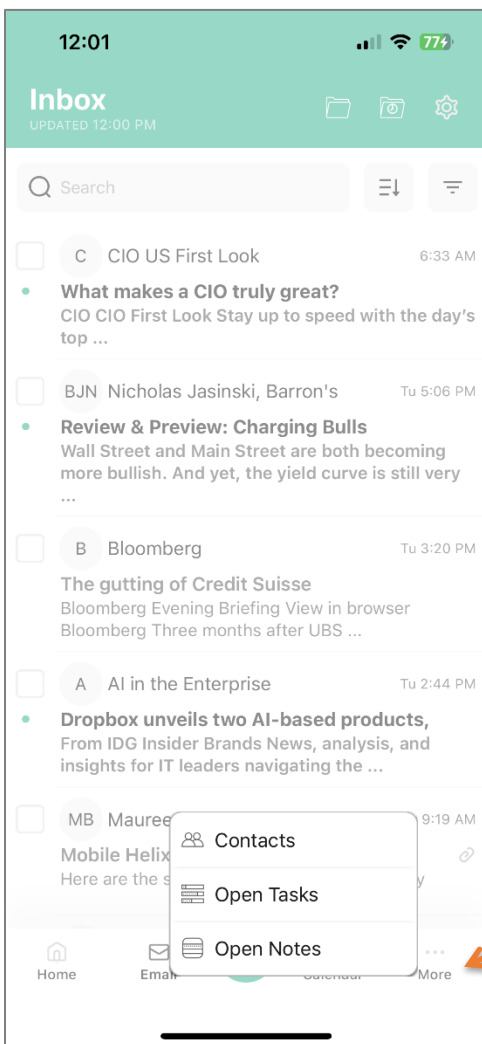 12:01
77
Inbox
UPDATED 12:00 PM
Search
C CIO US First Look 6:33 AM
What makes a CIO truly great?
CIO CIO First Look Stay up to speed with the day's
top ...
BJN Nicholas Jasinski, Barron's Tu 5:06 PM
Review & Preview: Charging Bulls
Wall Street and Main Street are both becoming
more bullish. And yet, the yield curve is still very
...
B Bloomberg Tu 3:20 PM
The gutting of Credit Suisse
Bloomberg Evening Briefing View in browser
Bloomberg Three months after UBS ...
A AI in the Enterprise Tu 2:44 PM
Dropbox unveils two AI-based products,
From IDG Insider Brands News, analysis, and
insights for IT leaders navigating the ...
MB Mauree 9:19 AM
Mobile Helix
Here are the s y
Contacts
Open Tasks
Open Notes
Home Email Calendar More